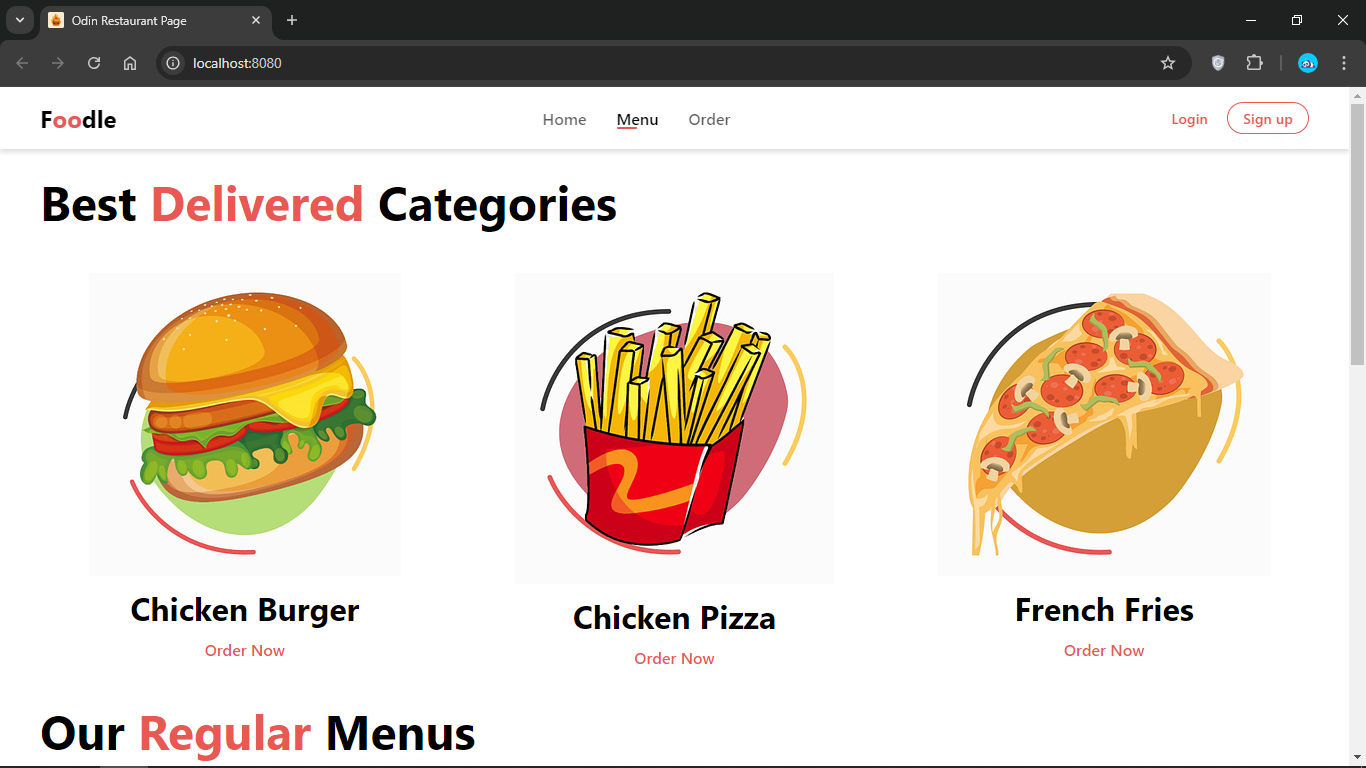 Odin Restaurant Page
localhost:8080
Foodle
Home Menu Order
Login Sign up
Best Delivered Categories
Chicken Burger
Order Now
Chicken Pizza
Order Now
French Fries
Order Now
Our Regular Menus